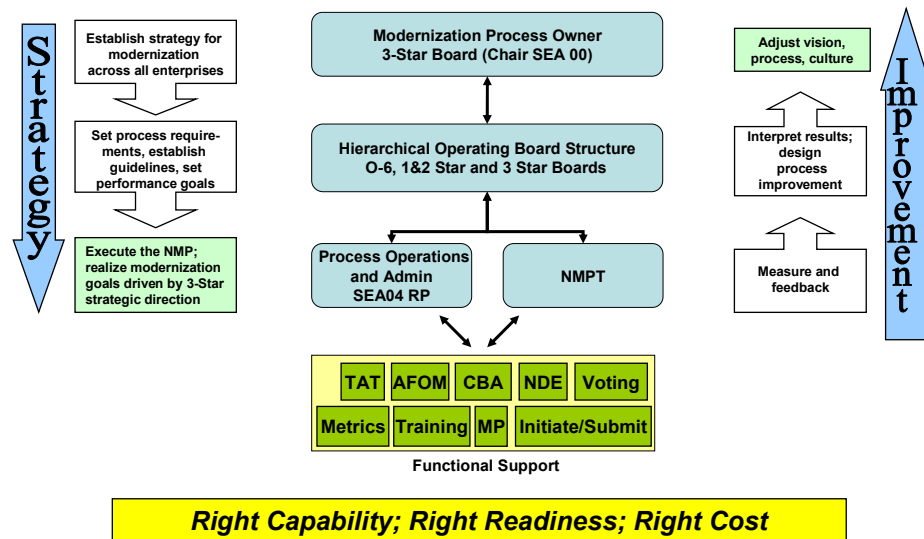 Strategy
Establish strategy for
modernization
across all enterprises
Set process require-
ments, establish
guidelines, set
performance goals
Execute the NMP;
realize modernization
goals driven by 3-Star
strategic direction
Modernization Process Owner
3-Star Board (Chair SEA 00)
Hierarchical Operating Board Structure
O-6, 1&2 Star and 3 Star Boards
Process Operations
and Admin
SEA04 RP
NMPT
TAT
AFOM
CBA
NDE
Voting
Metrics
Training
MP
Initiate/Submit
Functional Support
Adjust vision,
process, culture
Interpret results;
design
process
improvement
Measure and
feedback
Improvement
Right Capability; Right Readiness; Right Cost